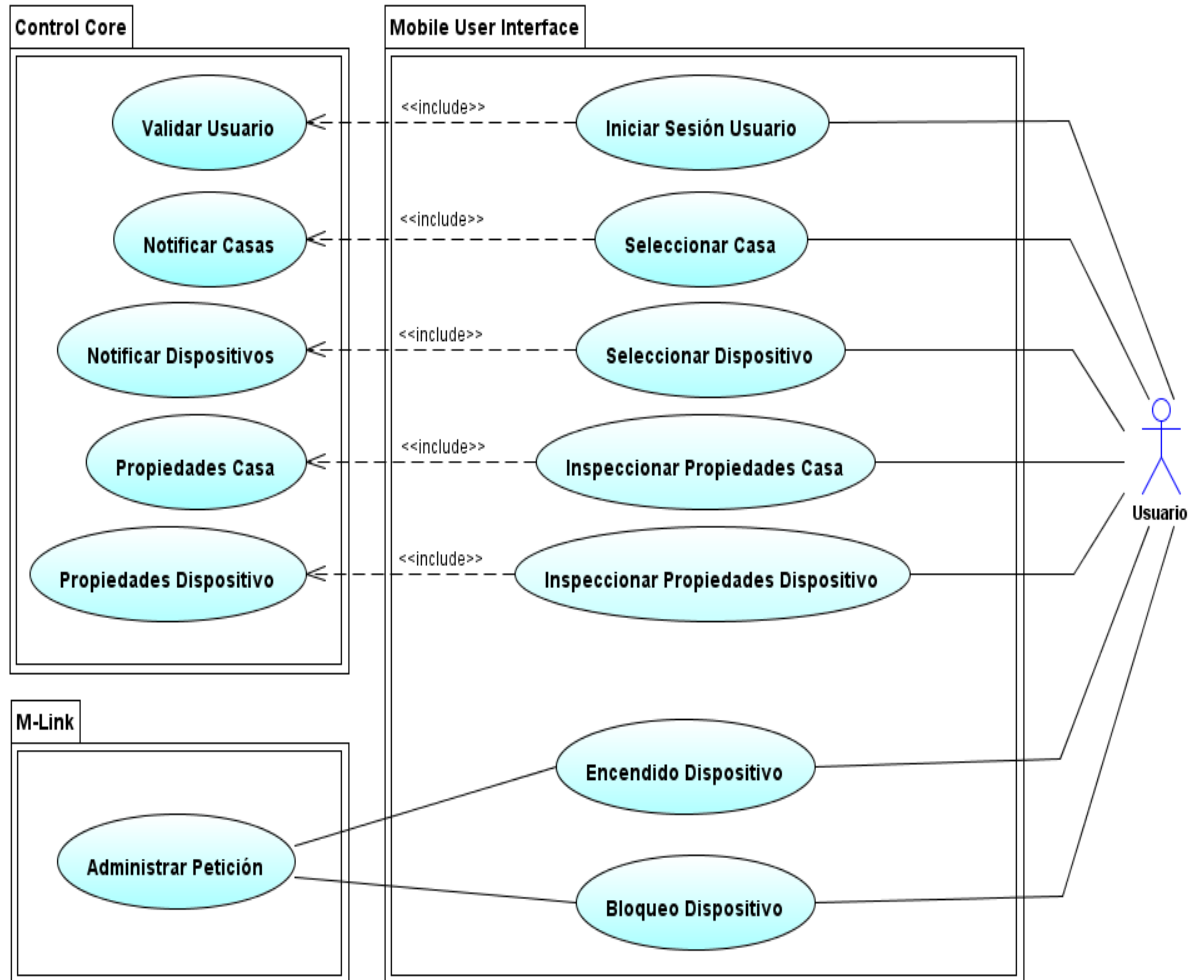 Control Core
Mobile User Interface
Validar Usuario
<<include>>
Iniciar Sesión Usuario
Notificar Casas
<<include>>
Seleccionar Casa
Notificar Dispositivos
<<include>>
Seleccionar Dispositivo
Propiedades Casa
<<include>>
Inspeccionar Propiedades Casa
Usuario
Propiedades Dispositivo
<<include>>
Inspeccionar Propiedades Dispositivo
M-Link
Encendido Dispositivo
Administrar Petición
Bloqueo Dispositivo